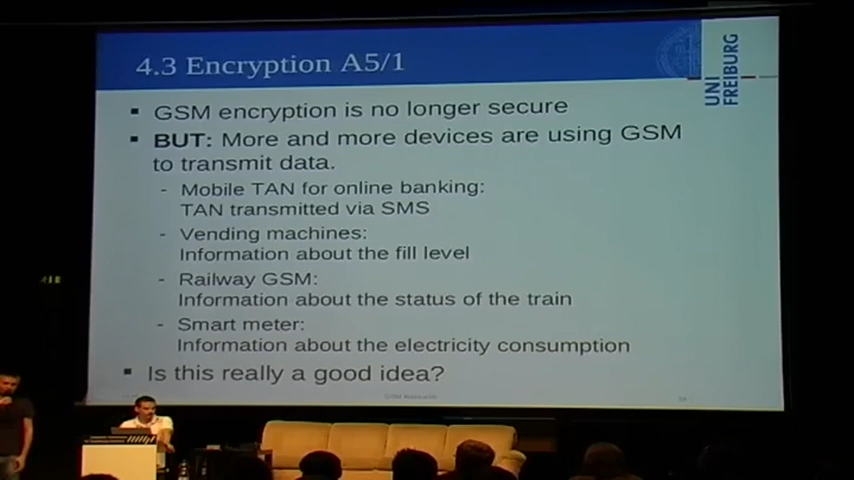 4.3 Encryption A5/1
UNI
FREIBURG
▪ GSM encryption is no longer secure
▪ BUT: More and more devices are using GSM
to transmit data.
- Mobile TAN for online banking:
TAN transmitted via SMS
- Vending machines:
Information about the fill level
- Railway GSM:
Information about the status of the train
- Smart meter:
Information about the electricity consumption
▪ Is this really a good idea?